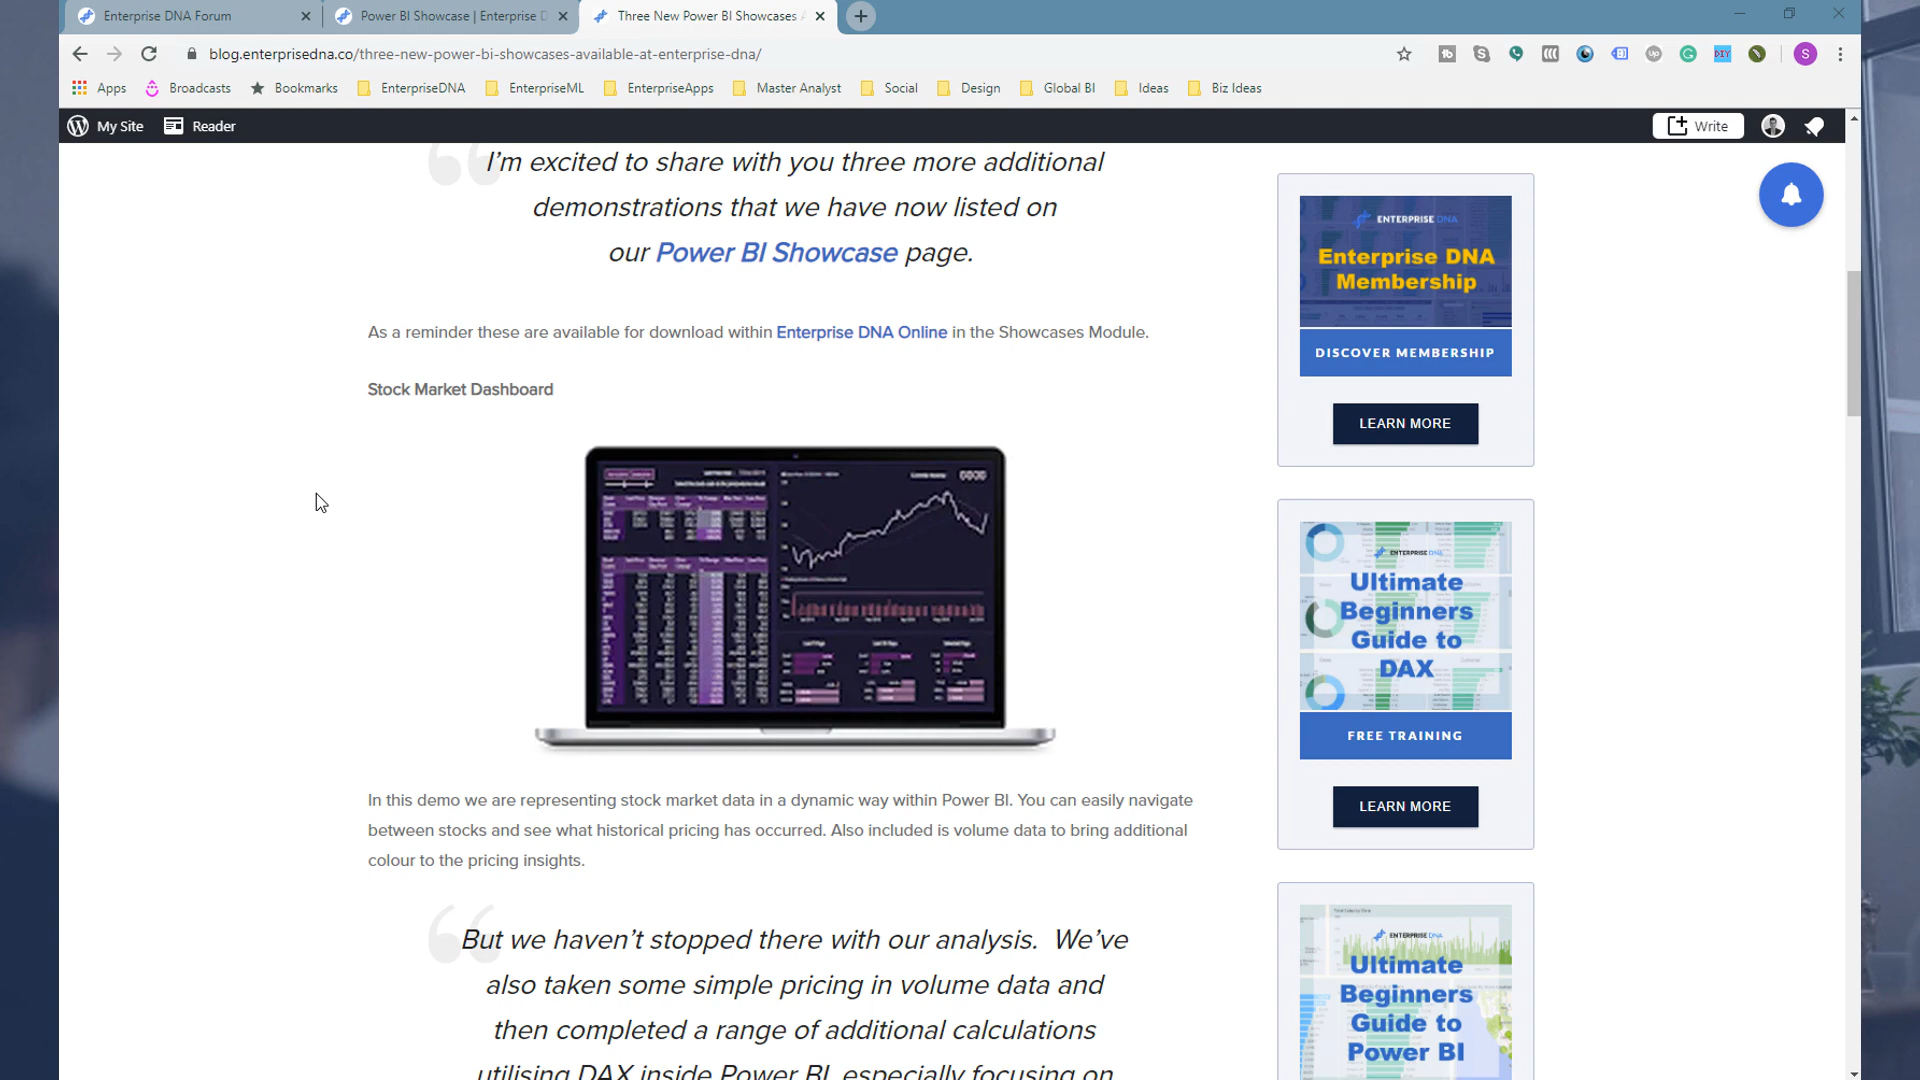 Enterprise DNA Forum
Power BI Showcase | Enterprise D
Three New Power BI Showcases A
blog.enterprisedna.co/three-new-power-bi-showcases-available-at-enterprise-dna/
Apps Broadcasts Bookmarks EnterpriseDNA EnterpriseML EnterpriseApps Master Analyst Social Design Global BI Ideas Biz Ideas
My Site Reader Write
I'm excited to share with you three more additional
demonstrations that we have now listed on
our Power BI Showcase page.
As a reminder these are available for download within Enterprise DNA Online in the Showcases Module.
Stock Market Dashboard
In this demo we are representing stock market data in a dynamic way within Power BI. You can easily navigate
between stocks and see what historical pricing has occurred. Also included is volume data to bring additional
colour to the pricing insights.
But we haven't stopped there with our analysis. We've
also taken some simple pricing in volume data and
then completed a range of additional calculations
utilising DAX inside Power BI, especially focusing on
ENTERPRISE DNA
Enterprise DNA
Membership
DISCOVER MEMBERSHIP
LEARN MORE
ENTERPRISE DNA
Ultimate
Beginners
Guide to
DAX
FREE TRAINING
LEARN MORE
ENTERPRISE DNA
Ultimate
Beginners
Guide to
Power BI